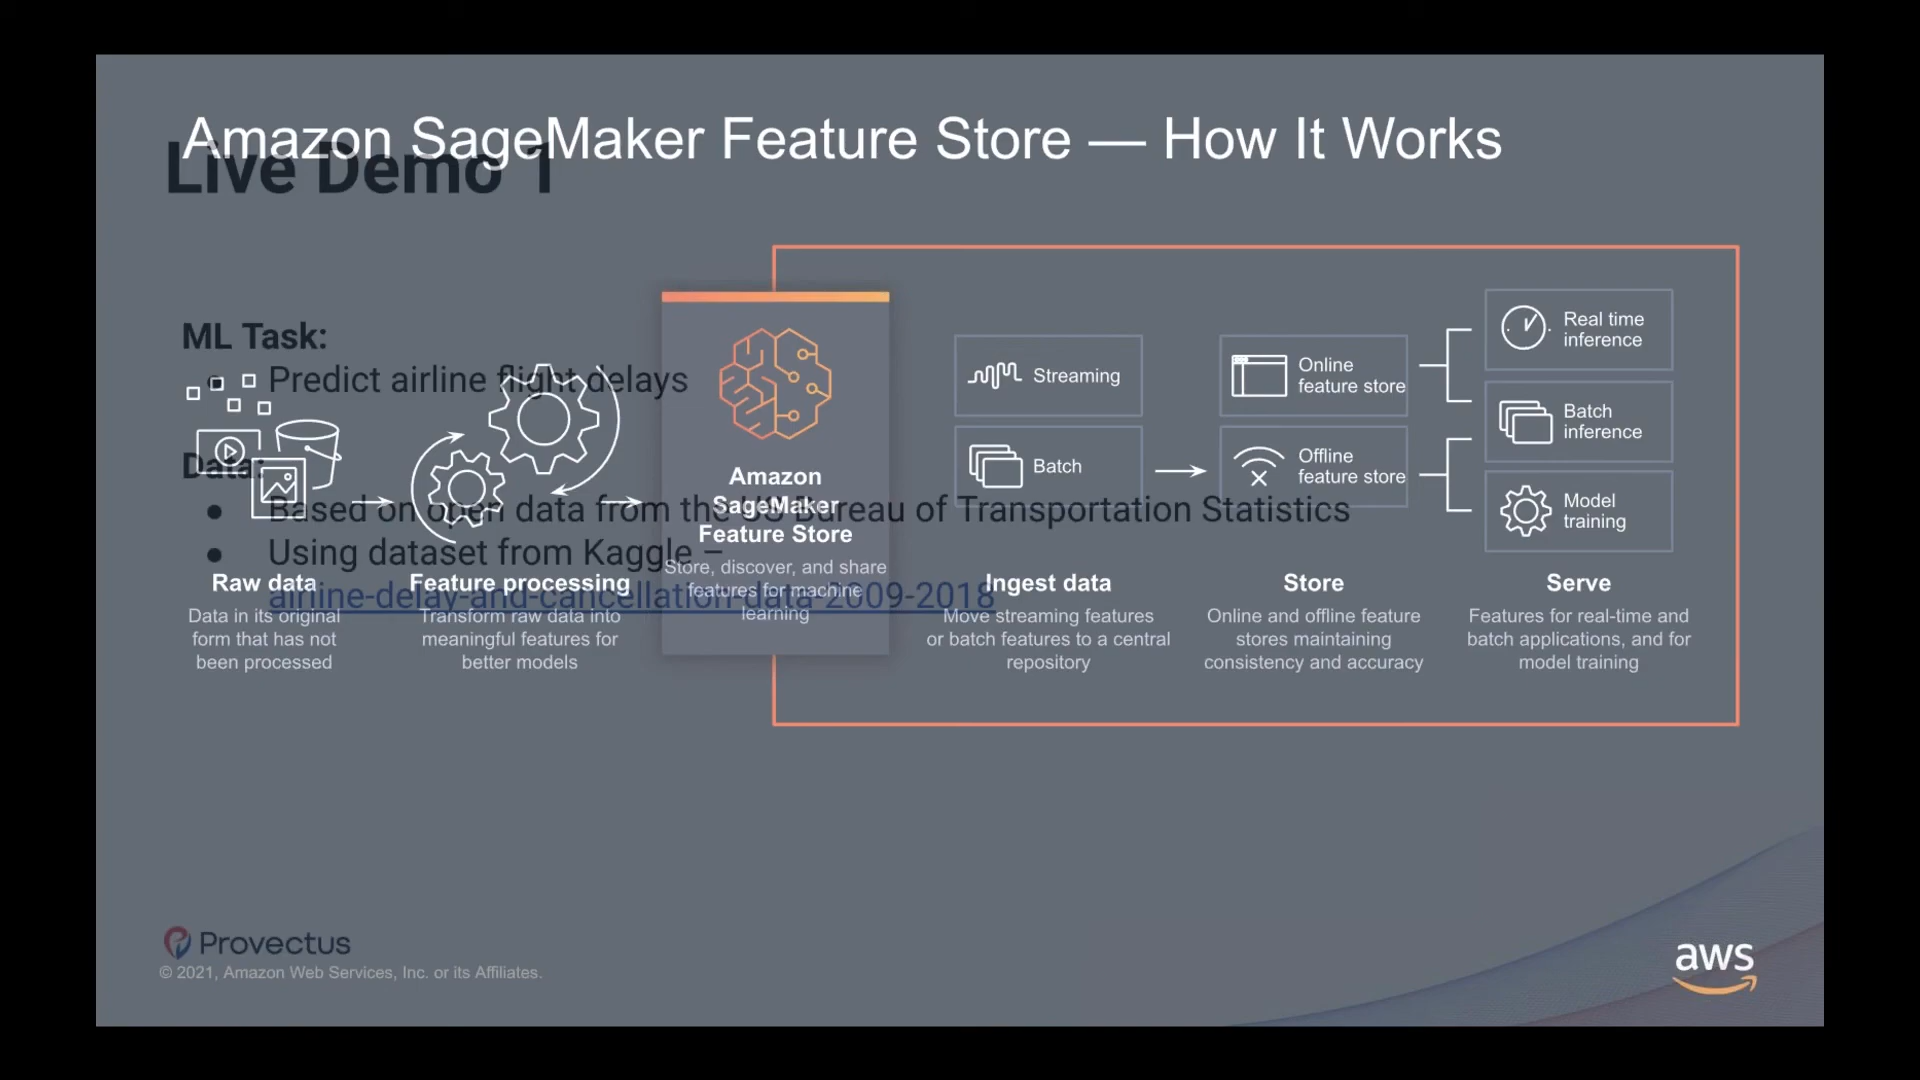 Amazon SageMaker Feature Store — How It Works
Live Demo 1
ML Task:
● Predict airline flight delays
Data:
● Based on open data from the US Bureau of Transportation Statistics
● Using dataset from Kaggle –
airline-delay-and-cancellation-data-2009-2018
Raw data
Data in its original
form that has not
been processed
Feature processing
Transform raw data into
meaningful features for
better models
Amazon
SageMaker
Feature Store
Store, discover, and share
features for machine
learning
Streaming
Batch
Ingest data
Move streaming features
or batch features to a central
repository
Online
feature store
Offline
feature store
Store
Online and offline feature
stores maintaining
consistency and accuracy
Real time
inference
Batch
inference
Model
training
Serve
Features for real-time and
batch applications, and for
model training
Provectus
© 2021, Amazon Web Services, Inc. or its Affiliates.
aws